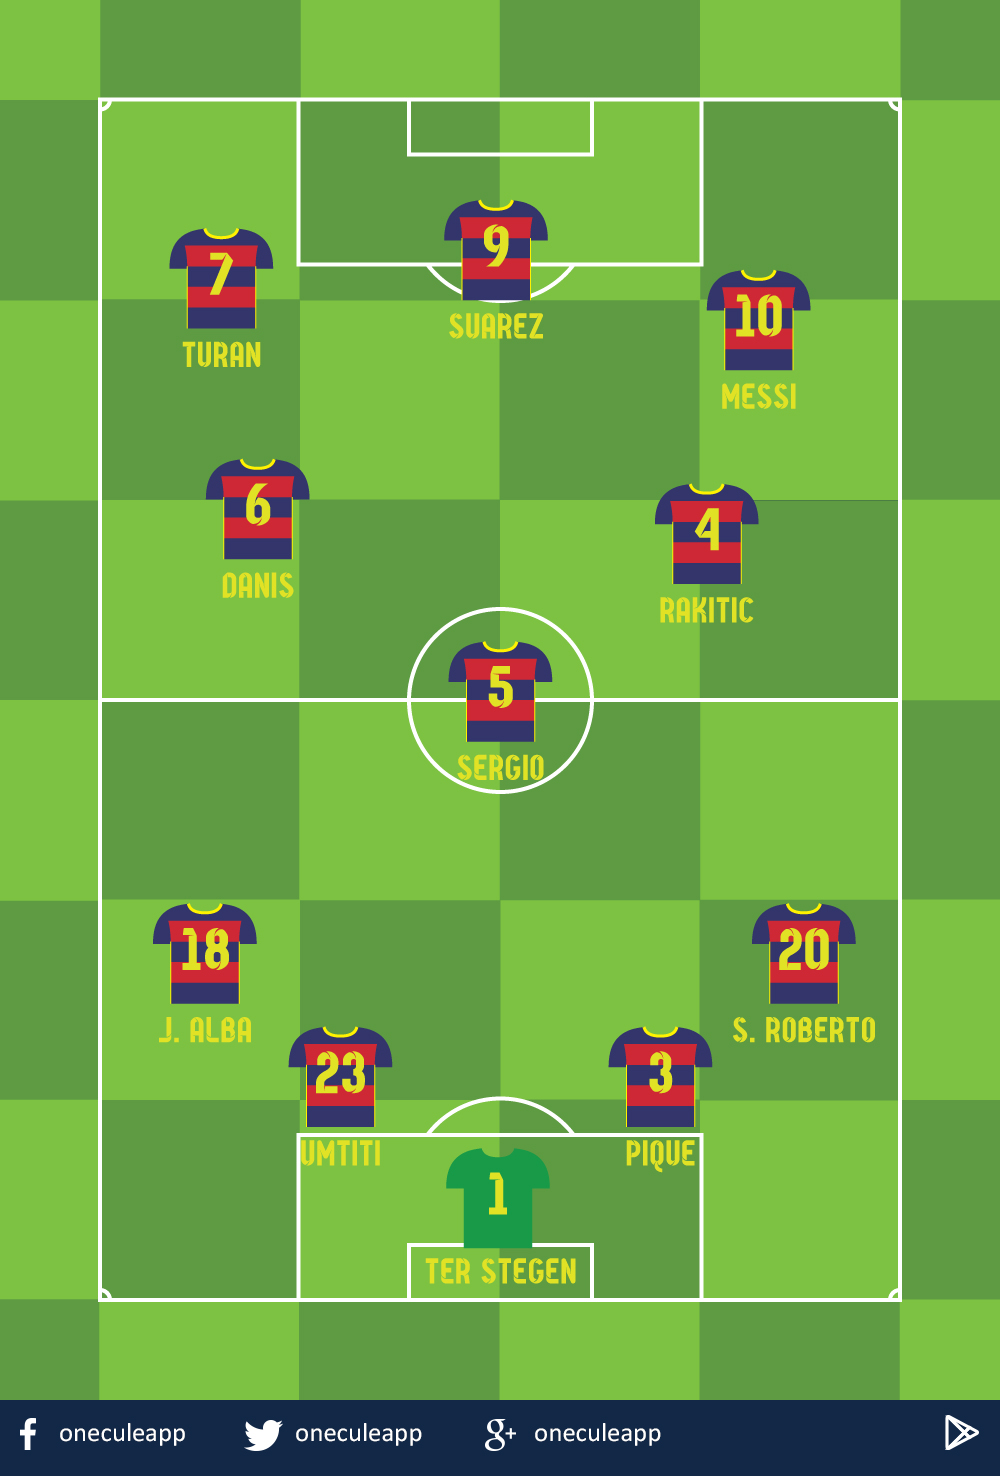 9
SUAREZ
7
TURAN
10
MESSI
6
DANIS
4
RAKITIC
5
SERGIO
18
J. ALBA
20
S. ROBERTO
23
UMTITI
3
PIQUE
1
TER STEGEN
oneculeapp oneculeapp oneculeapp